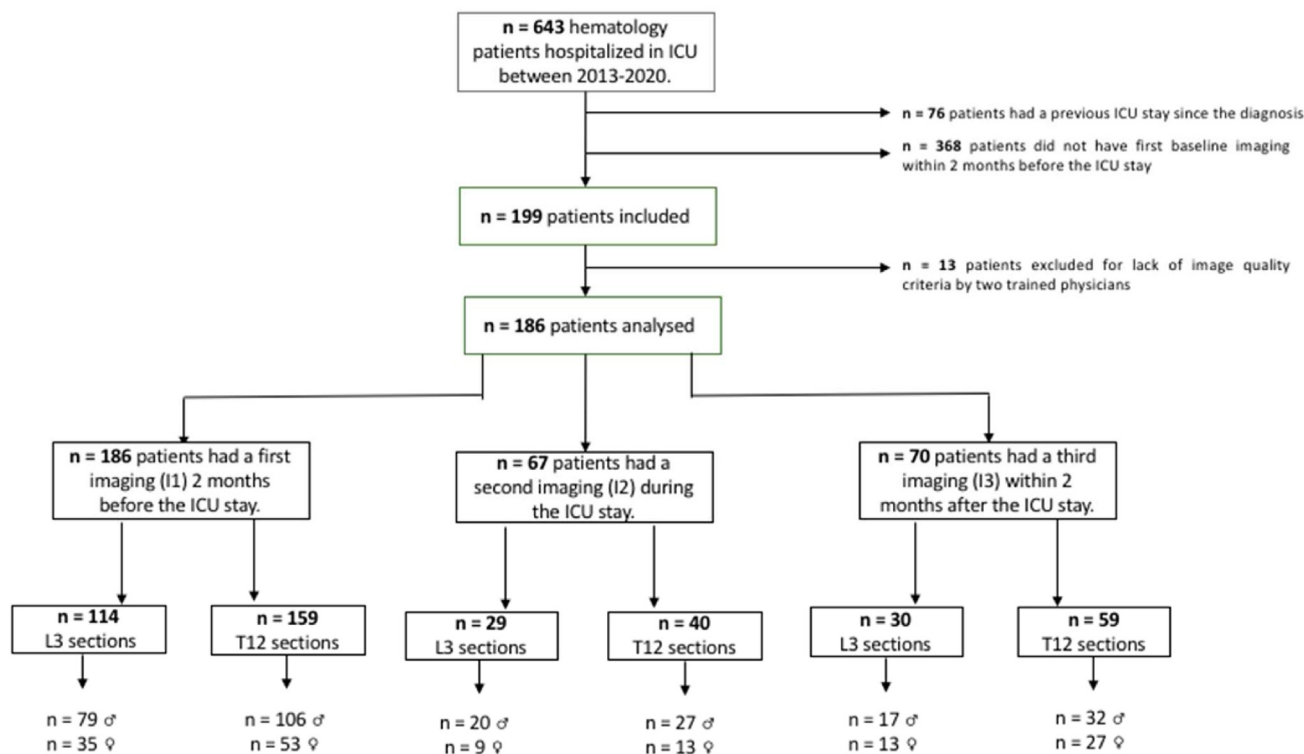 n = 643 hematology
patients hospitalized in ICU
between 2013-2020.
n = 76 patients had a previous ICU stay since the diagnosis
n = 368 patients did not have first baseline imaging
within 2 months before the ICU stay
n = 199 patients included
n = 13 patients excluded for lack of image quality
criteria by two trained physicians
n = 186 patients analysed
n = 186 patients had a first
imaging (I1) 2 months
before the ICU stay.
n = 67 patients had a
second imaging (I2) during
the ICU stay.
n = 70 patients had a third
imaging (I3) within 2
months after the ICU stay.
n = 114
L3 sections
n = 159
T12 sections
n = 29
L3 sections
n = 40
T12 sections
n = 30
L3 sections
n = 59
T12 sections
n = 79 ♂
n = 35 ♀
n = 106 ♂
n = 53 ♀
n = 20 ♂
n = 9 ♀
n = 27 ♂
n = 13 ♀
n = 17 ♂
n = 13 ♀
n = 32 ♂
n = 27 ♀